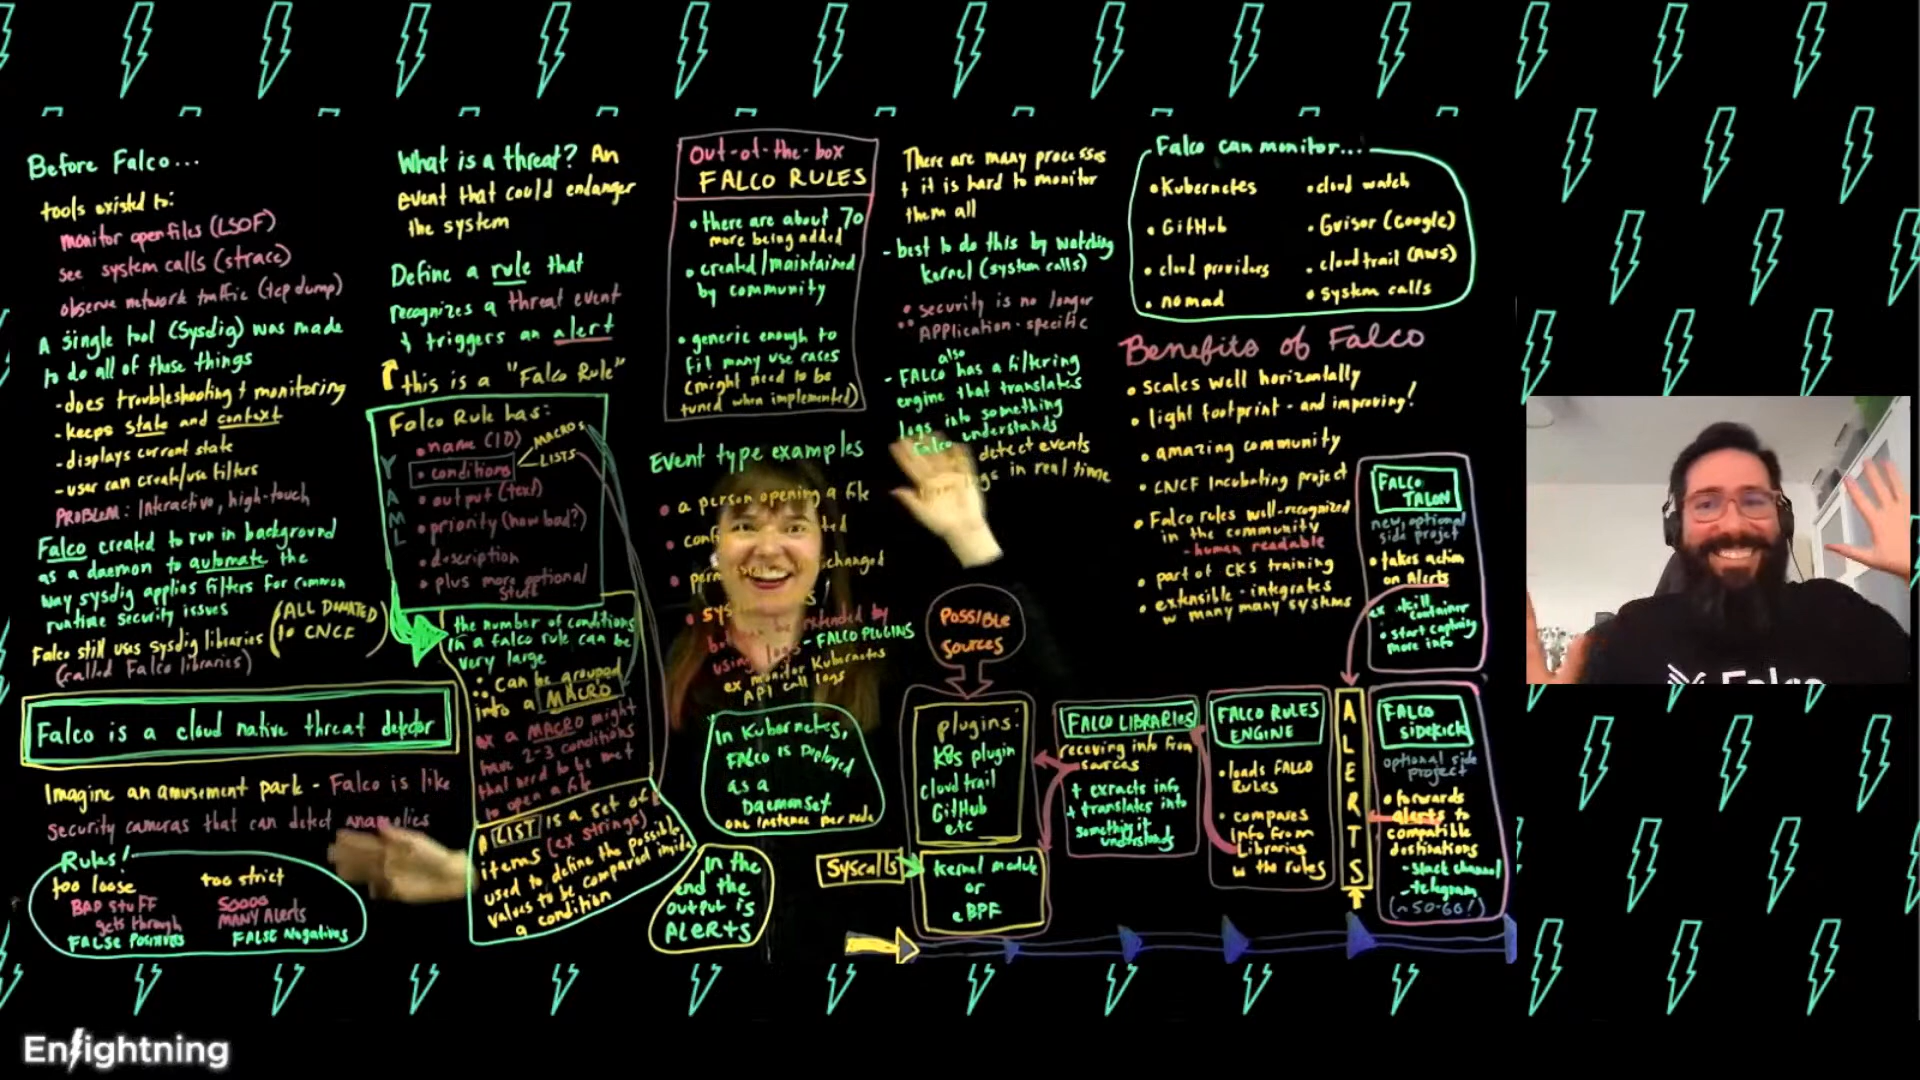 Before Falco...
tools existed to:
monitor open files (LSOF)
see system calls (strace)
observe network traffic (tcp dump)
A single tool (Sysdig) was made
to do all of these things
- does troubleshooting + monitoring
- keeps state and context
- displays current state
- user can create/use filters
PROBLEM: Interactive, high-touch
Falco created to run in background
as a daemon to automate the
way sysdig applies filters for common
runtime security issues
(ALL DONATED
to CNCF)
Falco still uses sysdig libraries
(called Falco libraries)
Falco is a cloud native threat detector
Imagine an amusement park - Falco is like
security cameras that can detect anamolies
Rules!
too loose
BAD STUFF
gets through
FALSE POSITIVES
too strict
SOOOO
MANY Alerts
FALSE Negatives
What is a threat? An
event that could endanger
the system
Define a rule that
recognizes a threat event
+ triggers an alert
this is a "Falco Rule"
YAML
Falco Rule has:
• name (ID)
• conditions
MACROS
LISTS
• output (text)
• priority (how bad?)
• description
• plus more optional
stuff
the number of conditions
in a falco rule can be
very large
∴ can be grouped
into a MACRO
ex a MACRO might
have 2-3 conditions
that need to be met
to open a file
A LIST is a set of
items (ex strings)
used to define the possible
values to be compared inside
a condition
Out-of-the-box
FALCO RULES
• there are about 70
more being added
• created/maintained
by community
• generic enough to
fit many use cases
(might need to be
tuned when implemented)
Event type examples
• a person opening a file
changed
be extended by
using logs - FALCO PLUGINS
ex monitor Kubernetes
API call logs
In Kubernetes,
FALCO is Deployed
as a
Daemonset
one instance per node
In the
end the
output is
ALERTS
There are many processes
+ it is hard to monitor
them all
- best to do this by watching
kernel (system calls)
• security is no longer
APPlication-specific
also
- FALCO has a filtering
engine that translates
logs into something
Falco understands
detect events
in real time
Falco can monitor...
• Kubernetes
• GitHub
• cloud providers
• nomad
• cloud watch
• Gvisor (Google)
• cloudtrail (AWS)
• system calls
Benefits of Falco
• scales well horizontally
• light footprint - and improving!
• amazing community
• CNCF Incubating project
• Falco rules well-recognized
in the community
- human readable
• part of CKS training
• extensible - integrates
w many many systems
POSSIBLE
SOURCES
plugins:
k8s plugin
cloudtrail
GitHub
etc
Syscalls
kernel module
or
eBPF
FALCO LIBRARIES
receiving info from
sources
+ extracts info
+ translates into
something it
understands
FALCO RULES
ENGINE
• loads FALCO
RULES
• compares
info from
Libraries
w the rules
ALERTS
FALCO
TALON
new, optional
side project
• takes action
on Alerts
ex • kill
container
• start capturing
more info
FALCO
SIDEKICK
optional side
project
• forwards
alerts to
compatible
destinations
- slack channel
- telegram
(~50-60!)
Falco
Enlightning